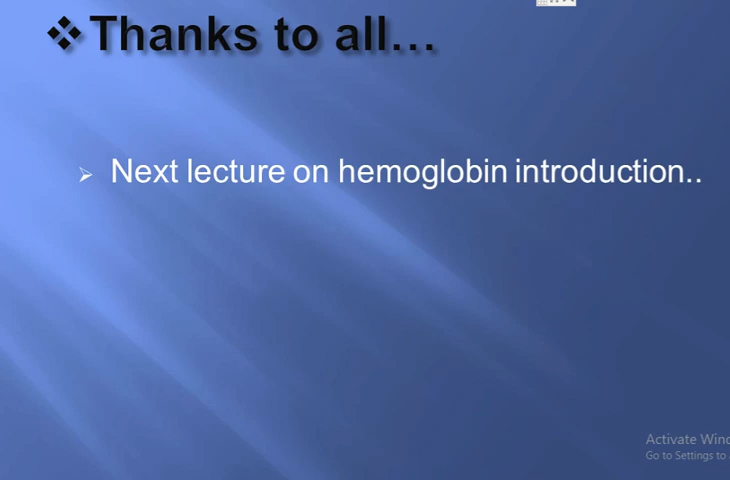 Thanks to all...
Next lecture on hemoglobin introduction..
Activate Wind
Go to Settings to